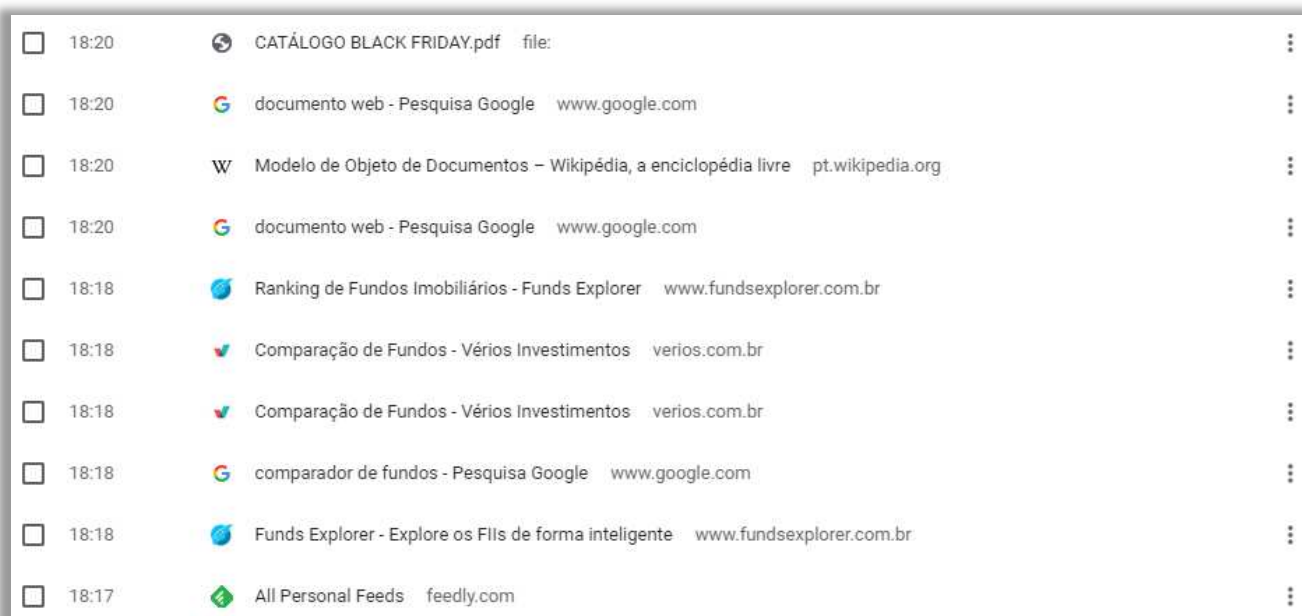 18:20 CATÁLOGO BLACK FRIDAY.pdf file:
18:20 documento web - Pesquisa Google www.google.com
18:20 W Modelo de Objeto de Documentos – Wikipédia, a enciclopédia livre pt.wikipedia.org
18:20 documento web - Pesquisa Google www.google.com
18:18 Ranking de Fundos Imobiliários - Funds Explorer www.fundsexplorer.com.br
18:18 Comparação de Fundos - Vérios Investimentos verios.com.br
18:18 Comparação de Fundos - Vérios Investimentos verios.com.br
18:18 comparador de fundos - Pesquisa Google www.google.com
18:18 Funds Explorer - Explore os FIIs de forma inteligente www.fundsexplorer.com.br
18:17 All Personal Feeds feedly.com